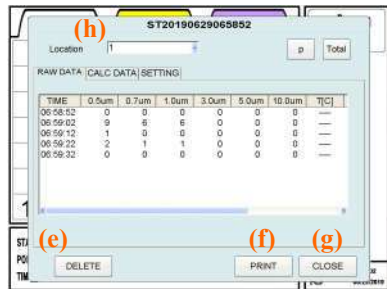 ST20190629065852
(h)
Location 1 p Total
RAW DATA CALC DATA SETTING
TIME 0.5um 0.7um 1.0um 3.0um 5.0um 10.0um T[C]
06:58:52 0 0 0 0 0 0 ----
06:59:02 9 6 6 0 0 0 ----
06:59:12 1 0 0 0 0 0 ----
06:59:22 2 1 1 0 0 0 ----
06:59:32 0 0 0 0 0 0 ----
(e) (f) (g)
DELETE PRINT CLOSE